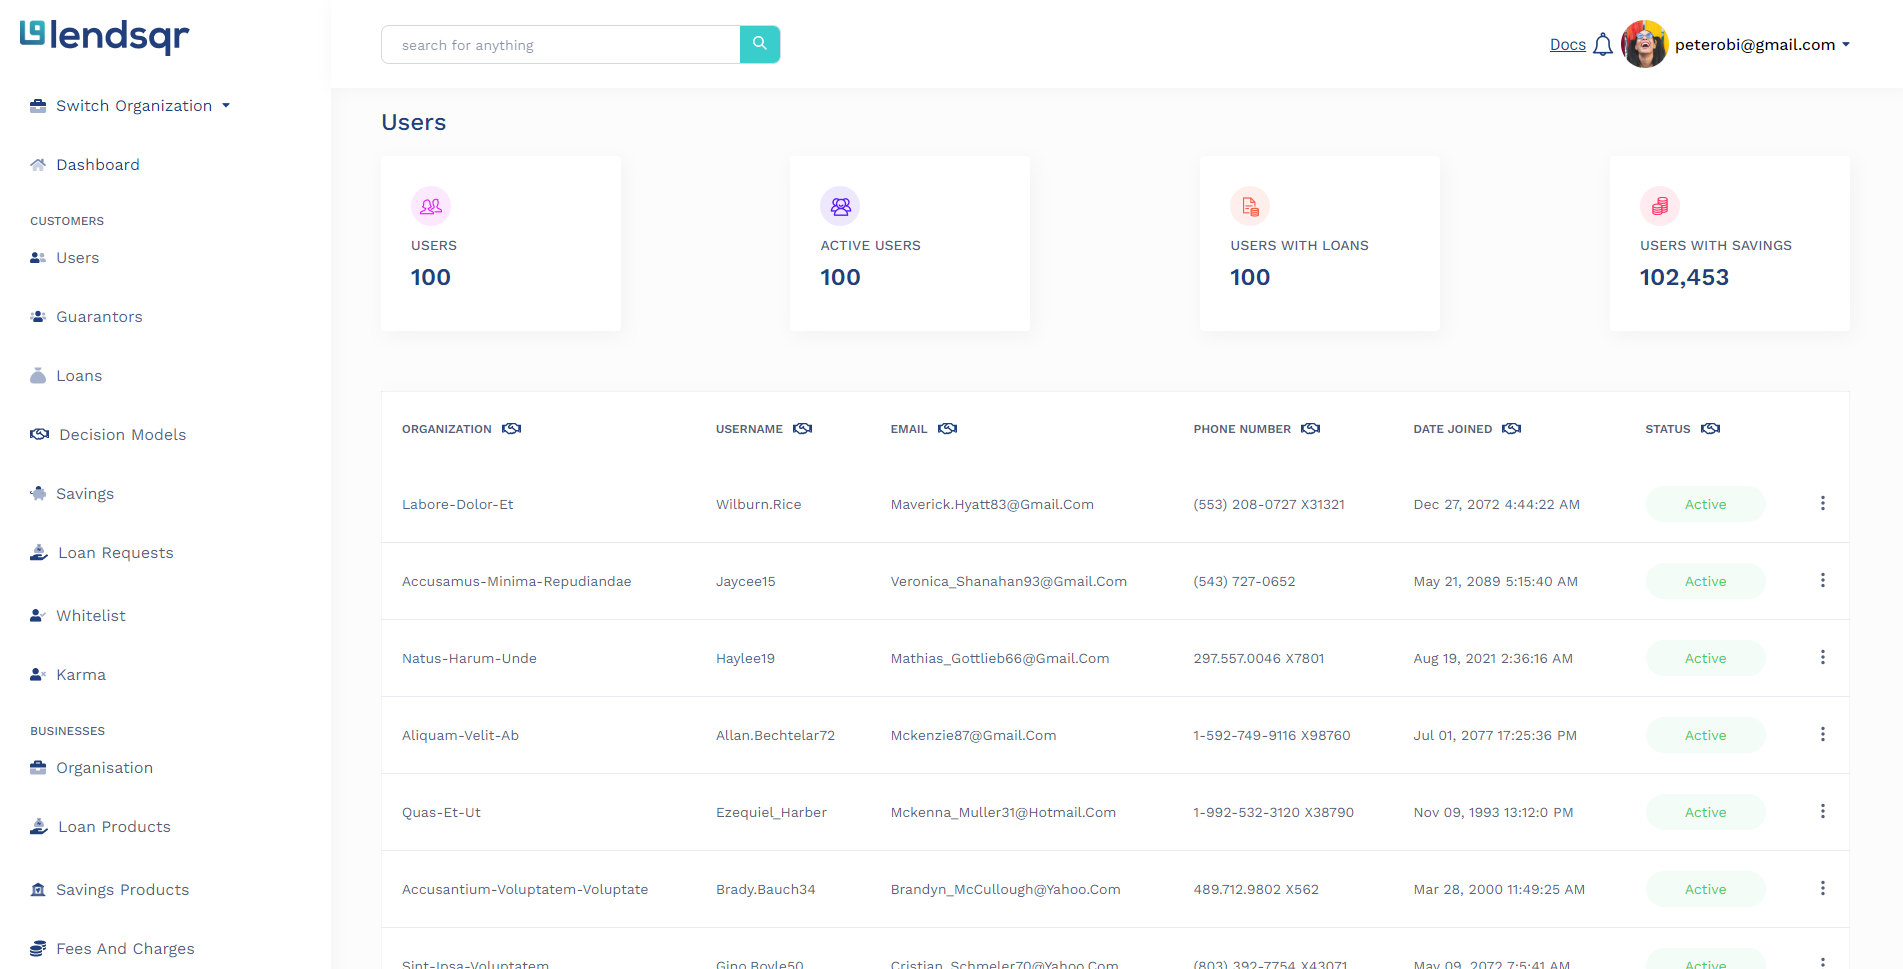 lendsqr
search for anything
Docs
peterobi@gmail.com
Switch Organization
Dashboard
CUSTOMERS
Users
Guarantors
Loans
Decision Models
Savings
Loan Requests
Whitelist
Karma
BUSINESSES
Organisation
Loan Products
Savings Products
Fees And Charges
Users
USERS
100
ACTIVE USERS
100
USERS WITH LOANS
100
USERS WITH SAVINGS
102,453
ORGANIZATION USERNAME EMAIL PHONE NUMBER DATE JOINED STATUS
Labore-Dolor-Et Wilburn.Rice Maverick.Hyatt83@Gmail.Com (553) 208-0727 X31321 Dec 27, 2072 4:44:22 AM Active
Accusamus-Minima-Repudiandae Jaycee15 Veronica_Shanahan93@Gmail.Com (543) 727-0652 May 21, 2089 5:15:40 AM Active
Natus-Harum-Unde Haylee19 Mathias_Gottlieb66@Gmail.Com 297.557.0046 X7801 Aug 19, 2021 2:36:16 AM Active
Aliquam-Velit-Ab Allan.Bechtelar72 Mckenzie87@Gmail.Com 1-592-749-9116 X98760 Jul 01, 2077 17:25:36 PM Active
Quas-Et-Ut Ezequiel_Harber Mckenna_Muller31@Hotmail.Com 1-992-532-3120 X38790 Nov 09, 1993 13:12:0 PM Active
Accusantium-Voluptatem-Voluptate Brady.Bauch34 Brandyn_McCullough@Yahoo.Com 489.712.9802 X562 Mar 28, 2000 11:49:25 AM Active
Sint-Ipsa-Voluptatem Gino.Boyle50 Cristian_Schmeler70@Yahoo.Com (803) 392-7754 X43071 May 09, 2072 7:5:41 AM Active